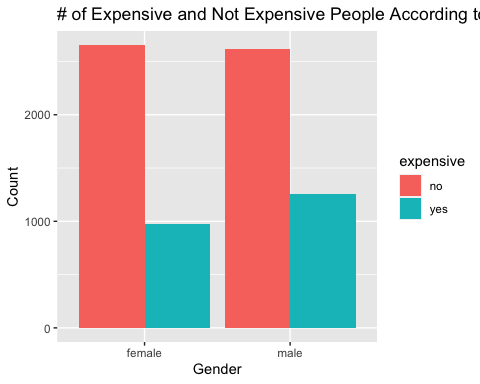 # of Expensive and Not Expensive People According to
Count
2000
1000
0
female
male
Gender
expensive
no
yes